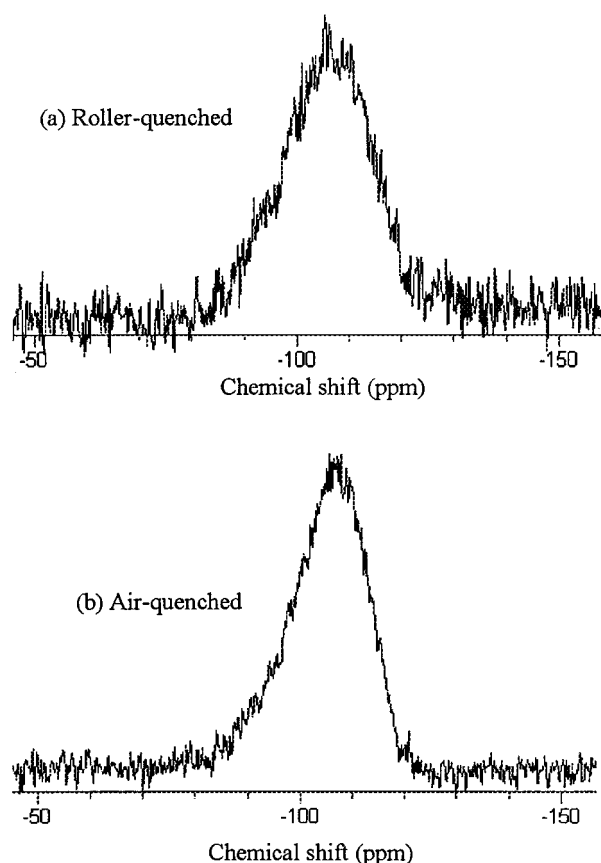 (a) Roller-quenched
-50 -100 -150
Chemical shift (ppm)
(b) Air-quenched
-50 -100 -150
Chemical shift (ppm)